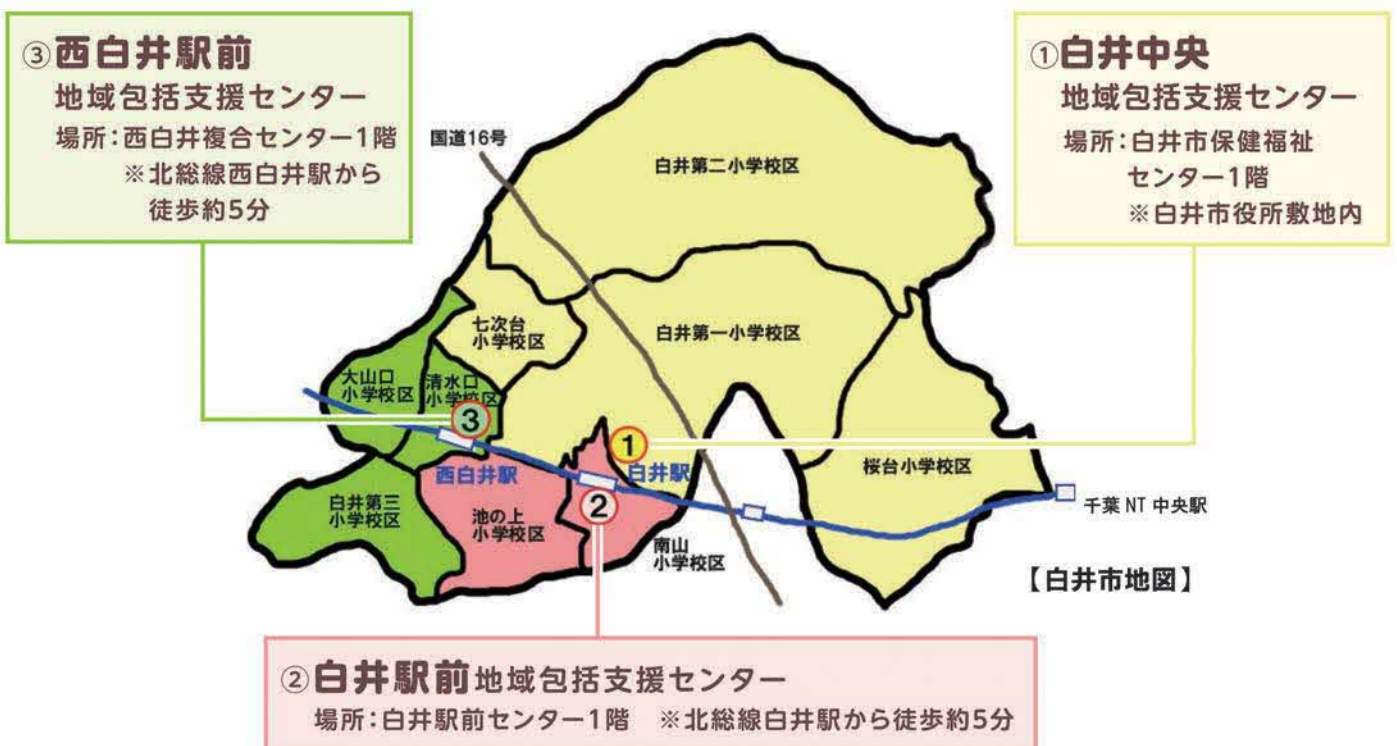 ③西白井駅前
地域包括支援センター
場所：西白井複合センター1階
※北総線西白井駅から
徒歩約5分
①白井中央
地域包括支援センター
場所：白井市保健福祉
センター1階
※白井市役所敷地内
国道16号
白井第二小学校区
七次台
小学校区
白井第一小学校区
大山口
小学校区
清水口
小学校区
3
1
西白井駅
白井駅
桜台小学校区
白井第三
小学校区
池の上
小学校区
2
南山
小学校区
千葉 NT 中央駅
【白井市地図】
②白井駅前地域包括支援センター
場所：白井駅前センター1階　※北総線白井駅から徒歩約5分